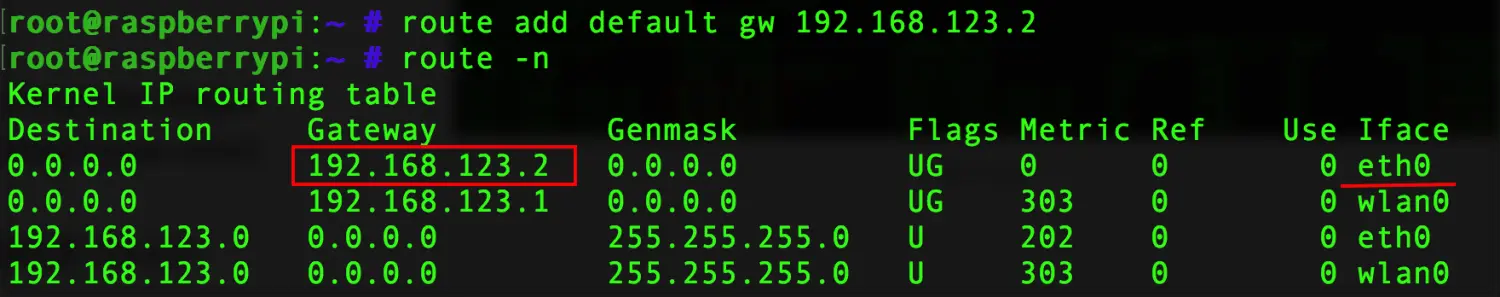 [root@raspberrypi:~ # route add default gw 192.168.123.2
[root@raspberrypi:~ # route -n
Kernel IP routing table
Destination     Gateway         Genmask         Flags Metric Ref    Use Iface
0.0.0.0         192.168.123.2   0.0.0.0         UG    0      0        0 eth0
0.0.0.0         192.168.123.1   0.0.0.0         UG    303    0        0 wlan0
192.168.123.0   0.0.0.0         255.255.255.0   U     202    0        0 eth0
192.168.123.0   0.0.0.0         255.255.255.0   U     303    0        0 wlan0